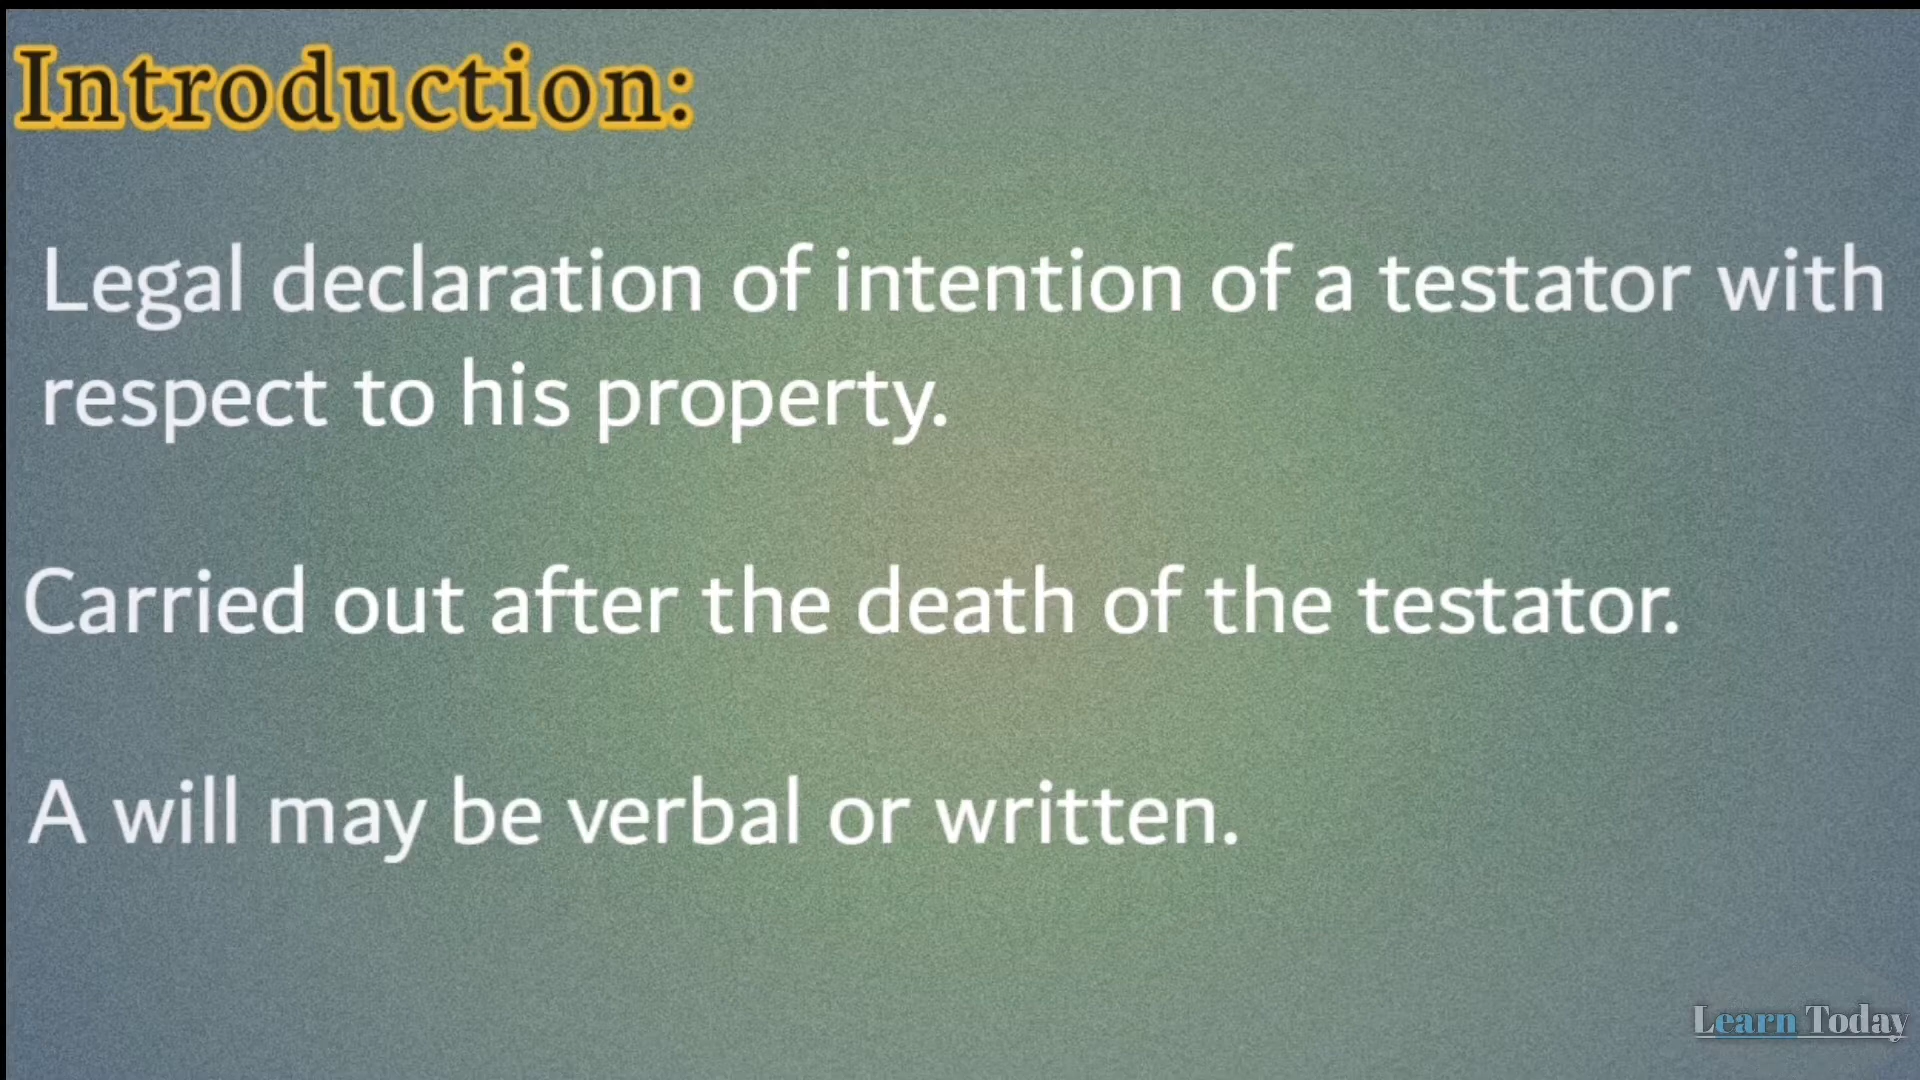 Introduction:
Legal declaration of intention of a testator with
respect to his property.
Carried out after the death of the testator.
A will may be verbal or written.
Learn Today